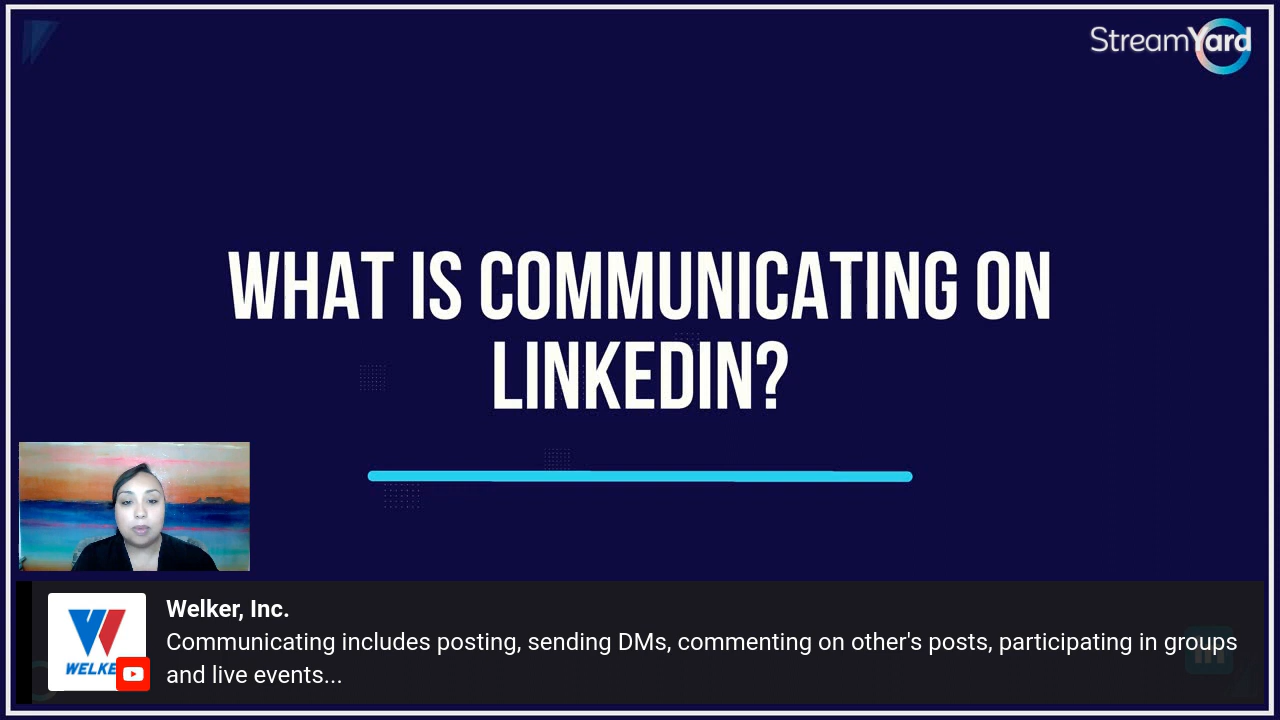 StreamYard
WHAT IS COMMUNICATING ON
LINKEDIN?
Welker, Inc.
WELKE
Communicating includes posting, sending DMs, commenting on other's posts, participating in groups
and live events...